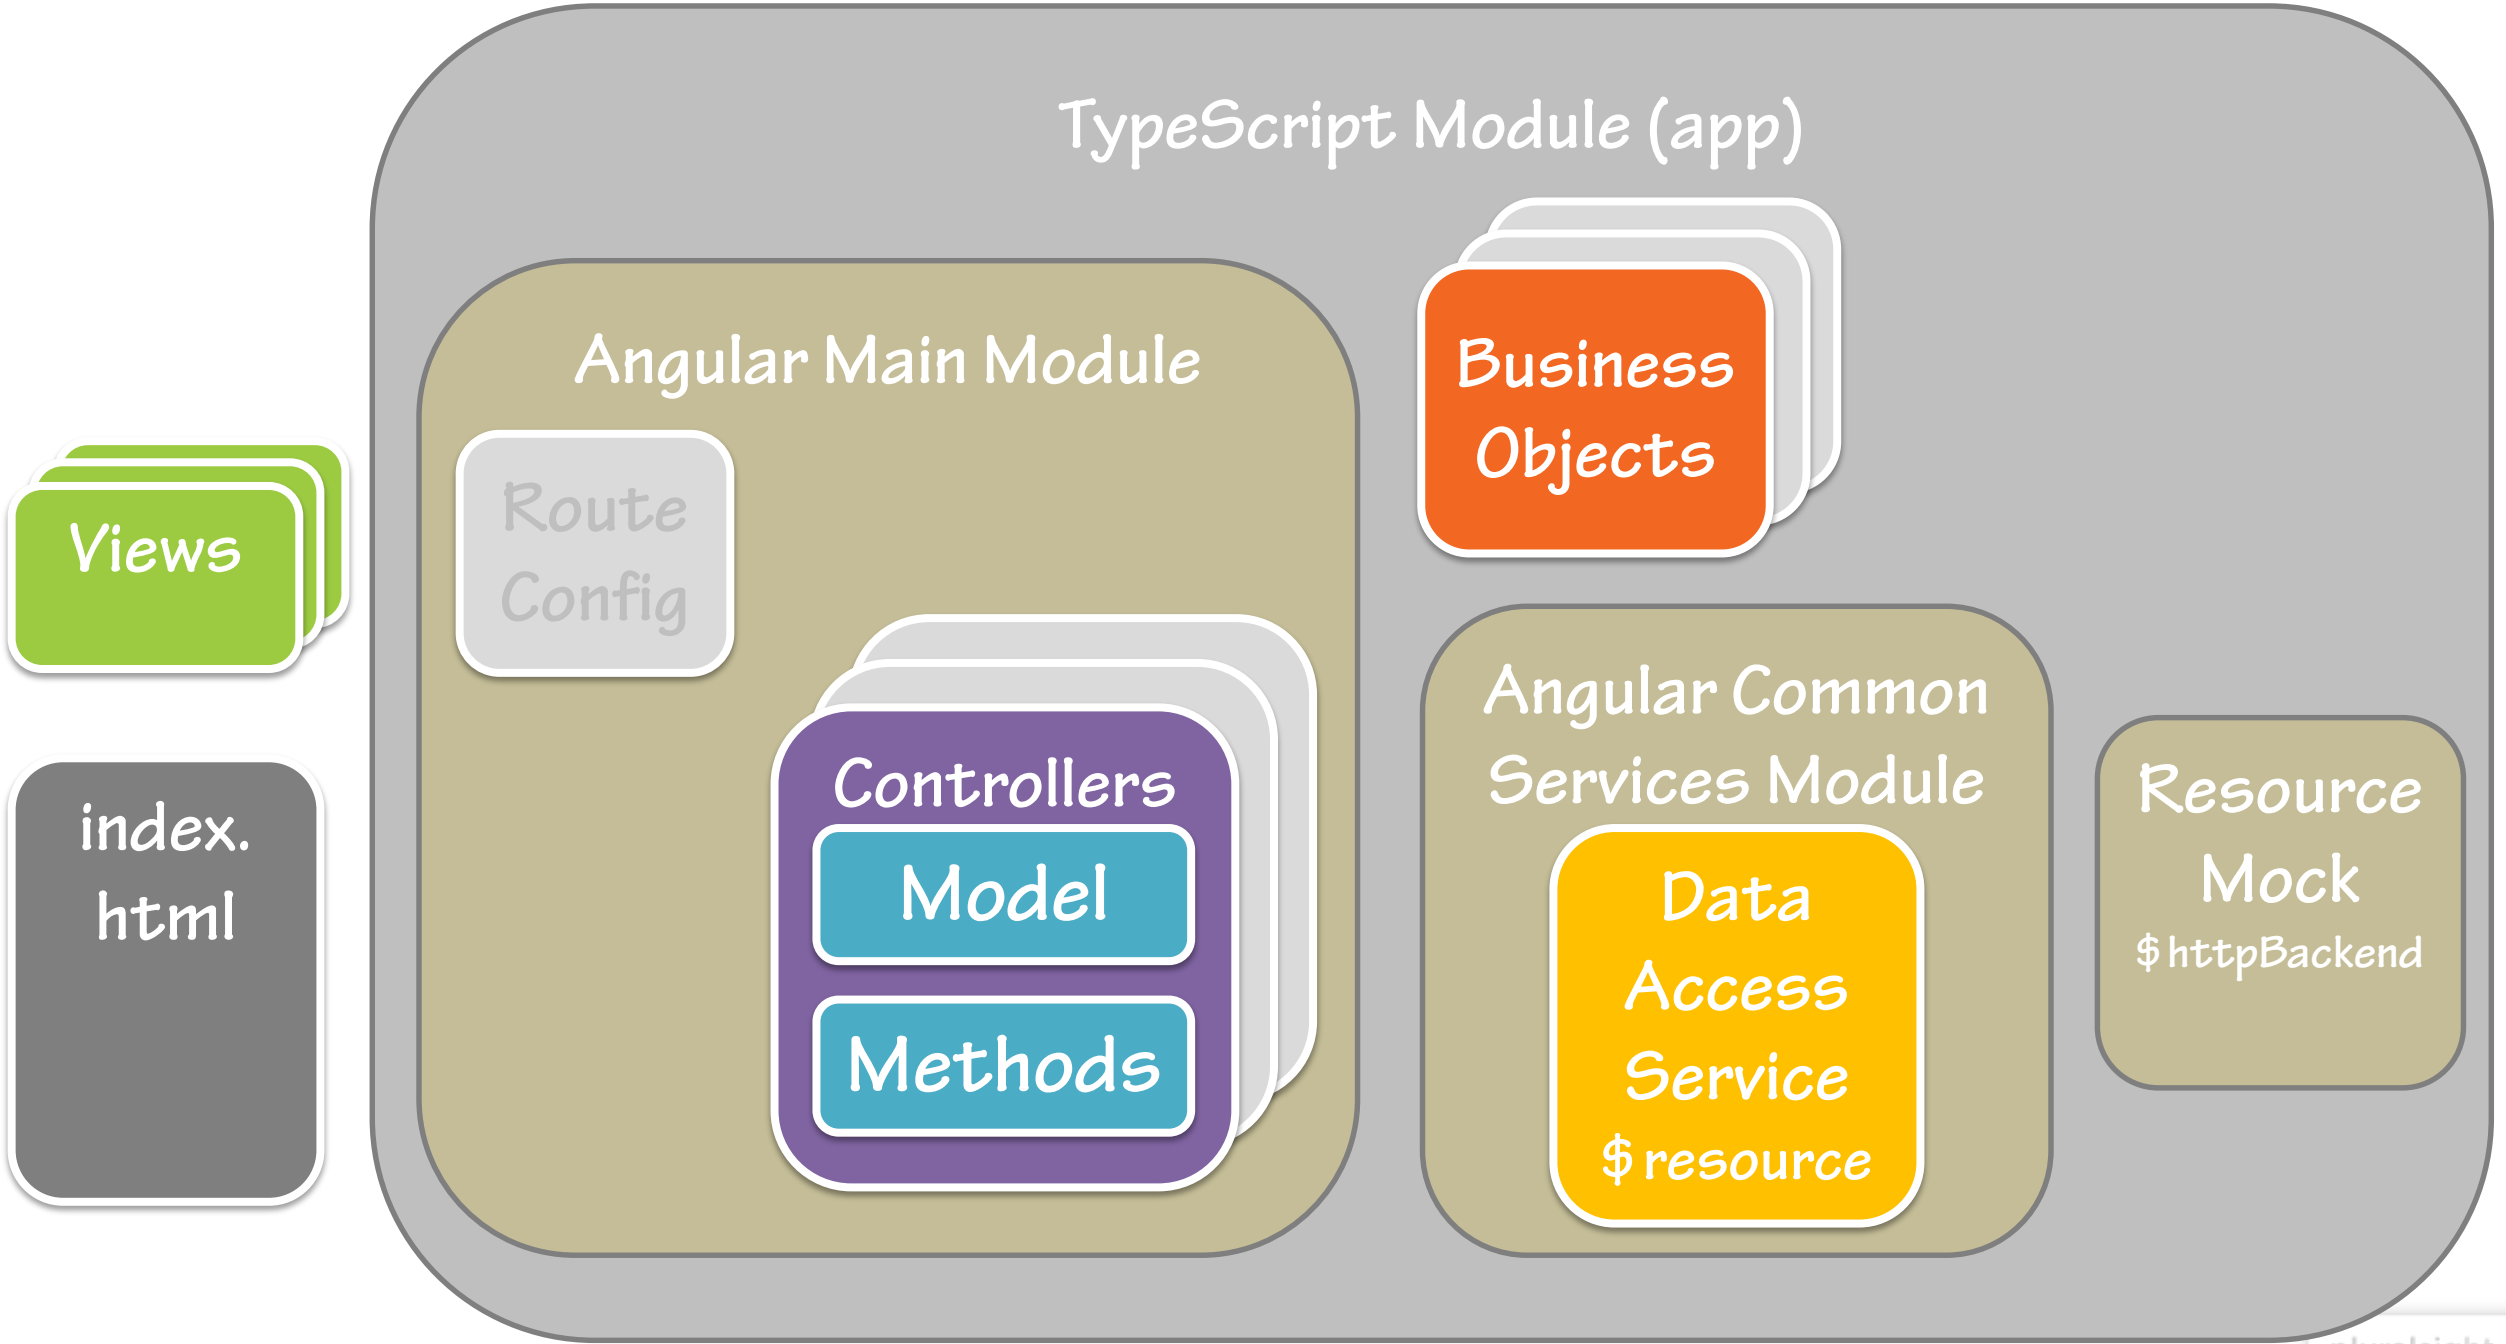 TypeScript Module (app)
Angular Main Module
Business
Objects
Route
Config
Views
Controllers
Model
Methods
index.
html
Angular Common
Services Module
Data
Access
Service
$resource
Resource
Mock
$httpBackend